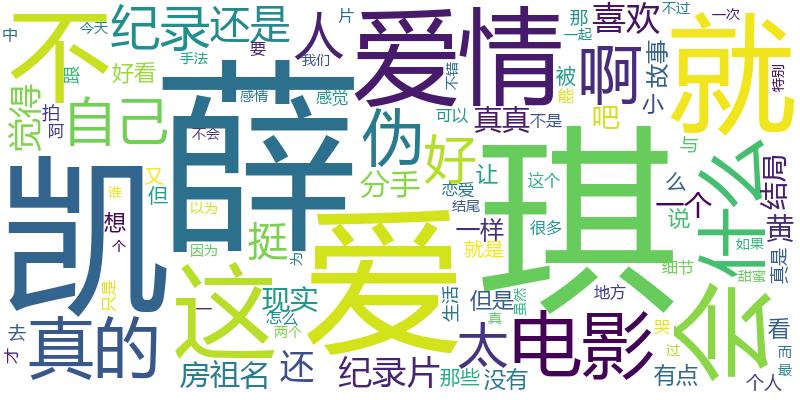 不
纪录
还是
人
爱情
喜欢
就
中
今天
片
那
不过
一次
手法
要
我们
一起
跟
好看
感情
感觉
不错
被
能
啊
故事
小
特别
觉得
自己
拍
阿
薛
不会
伪
好
可以
真真
不是
吧
与
凯
谁
又
但
以为
挺
分手
恋爱
结尾
让
一样
就是
琪
这个
很多
么
一个
说
什么
黄
结局
如果
甜蜜
真是
想
个
因为
为
这
爱
生活
但是
细节
地方
会
只是
一
现实
怎么
两个
真
虽然
去
才
真的
房祖名
还
纪录片
那些
太
没有
电影
哭
过
有点
看
而
最
个人